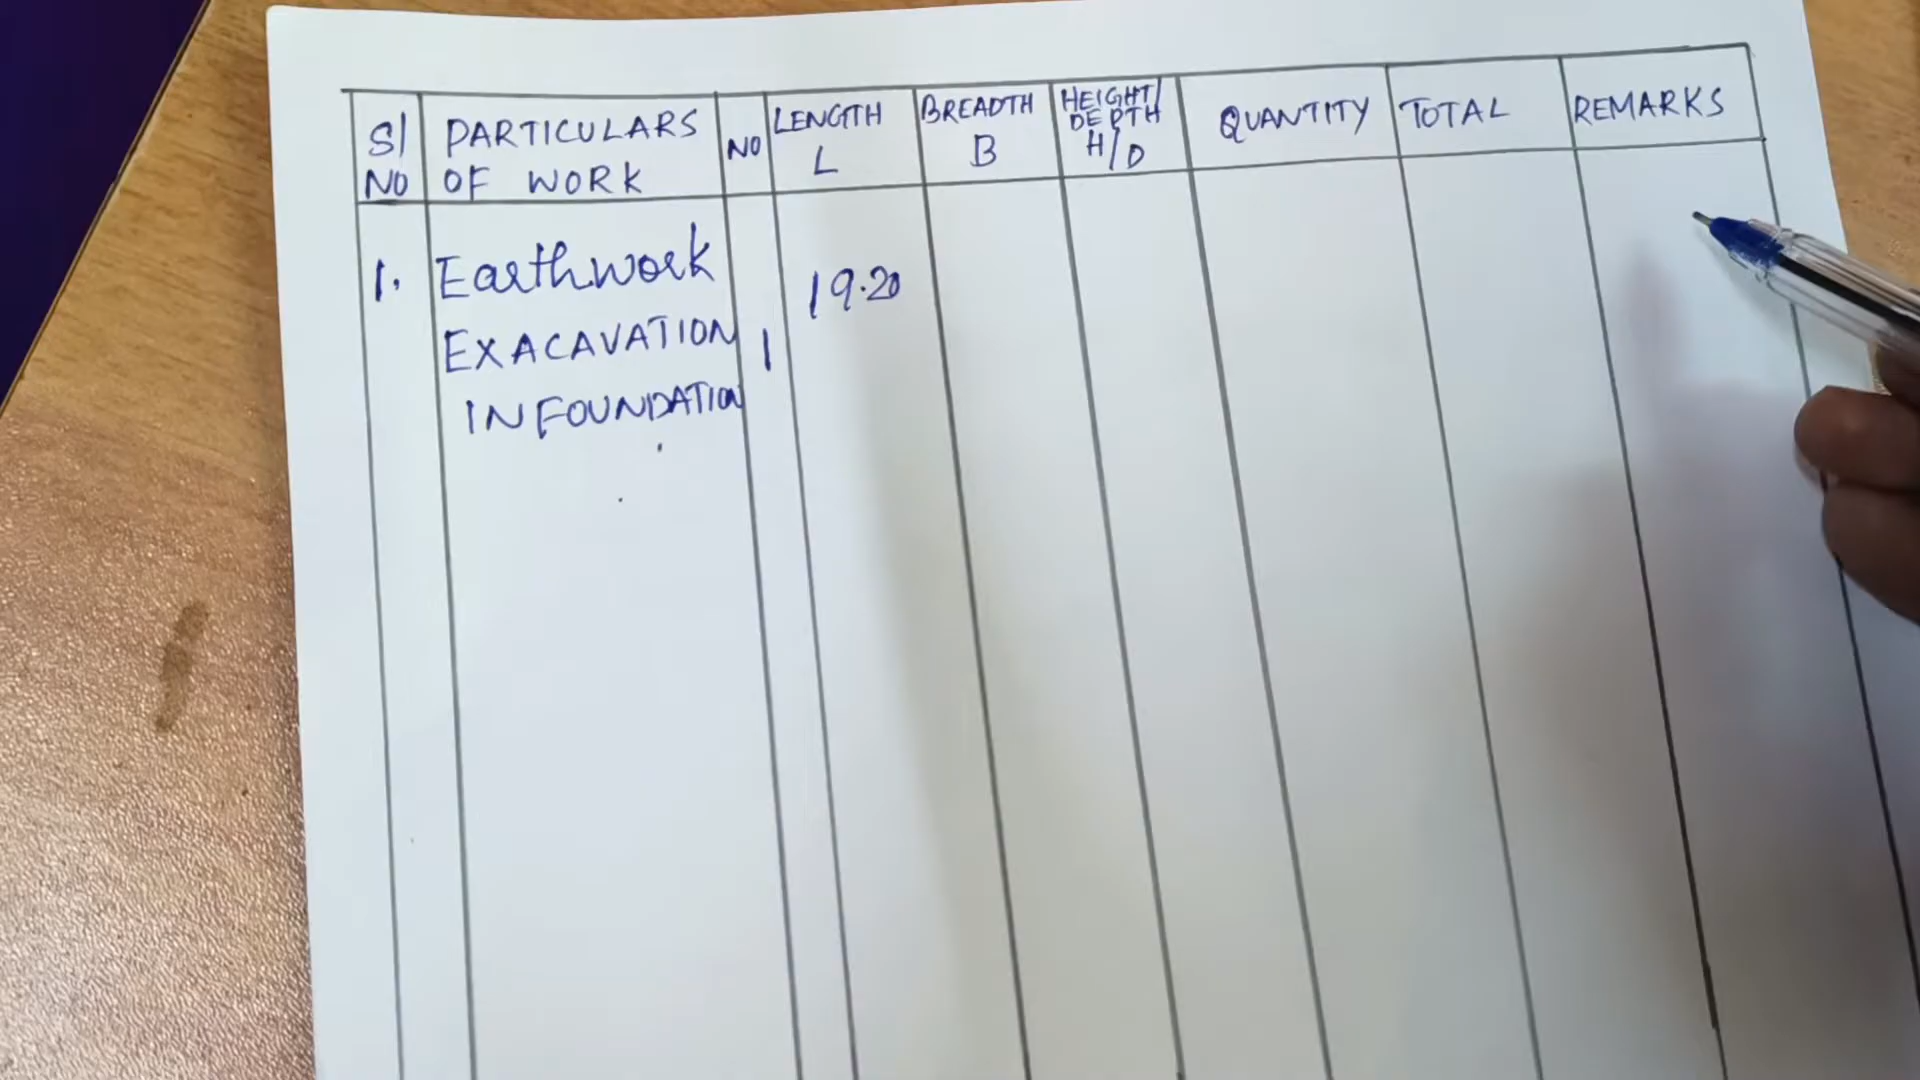 Sl NO PARTICULARS OF WORK NO LENGTH L BREADTH B HEIGHT/ DEPTH H/D QUANTITY TOTAL REMARKS
1. Earthwork 19.20
EXACAVATION 1
IN FOUNDATION